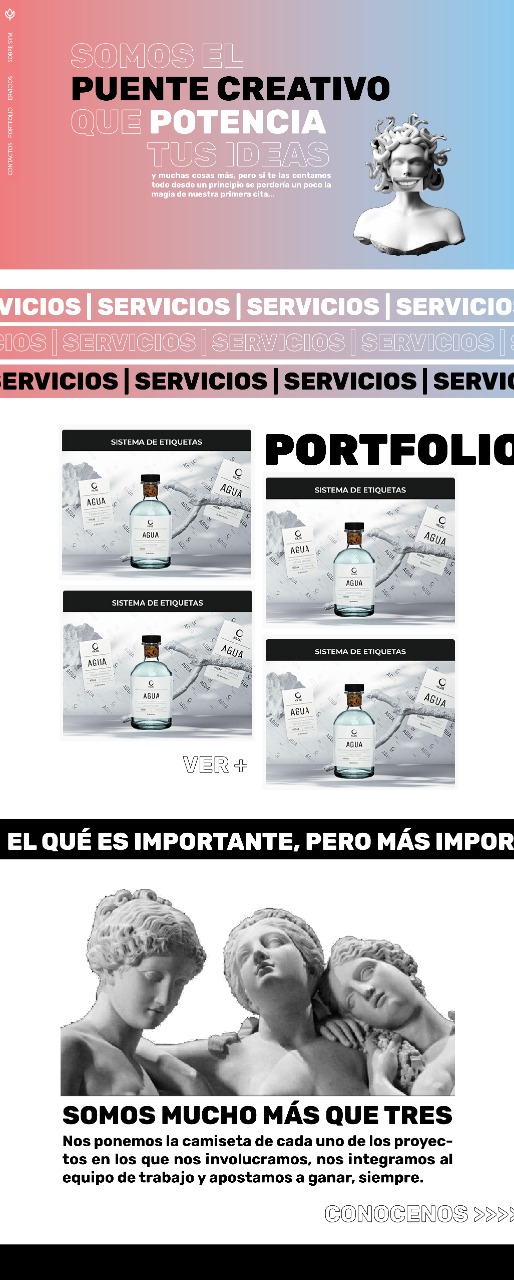 SOBRE SYM
ESPACIOS
PORTFOLIO
CONTACTOS
SOMOS EL
PUENTE CREATIVO
QUE POTENCIA
TUS IDEAS
y muchas cosas más, pero si te las contamos
todo desde un principio se perdería un poco la
magia de nuestra primera cita...
VICIOS | SERVICIOS | SERVICIOS | SERVICIOS
CIOS | SERVICIOS | SERVICIOS | SERVICIOS | S
SERVICIOS | SERVICIOS | SERVICIOS | SERVIC
PORTFOLIO
SISTEMA DE ETIQUETAS
AGUA
AGUA
AGUA
SISTEMA DE ETIQUETAS
AGUA
AGUA
AGUA
SISTEMA DE ETIQUETAS
AGUA
AGUA
AGUA
SISTEMA DE ETIQUETAS
AGUA
AGUA
AGUA
VER +
EL QUÉ ES IMPORTANTE, PERO MÁS IMPOR
SOMOS MUCHO MÁS QUE TRES
Nos ponemos la camiseta de cada uno de los proyec-
tos en los que nos involucramos, nos integramos al
equipo de trabajo y apostamos a ganar, siempre.
CONOCENOS >>>>